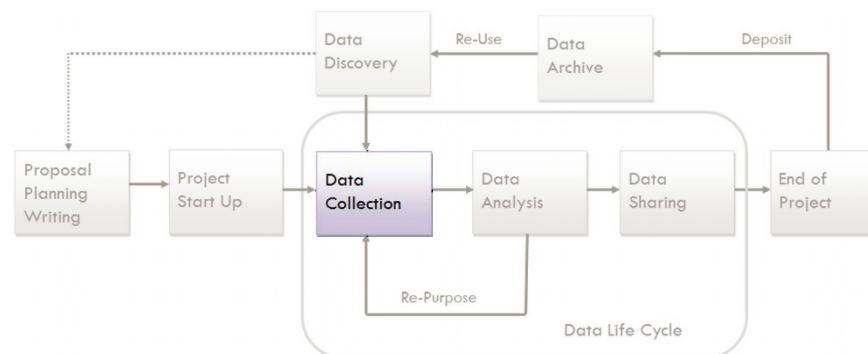 Data
Discovery
Re-Use
Data
Archive
Deposit
Proposal
Planning
Writing
Project
Start Up
Data
Collection
Data
Analysis
Data
Sharing
End of
Project
Re-Purpose
Data Life Cycle